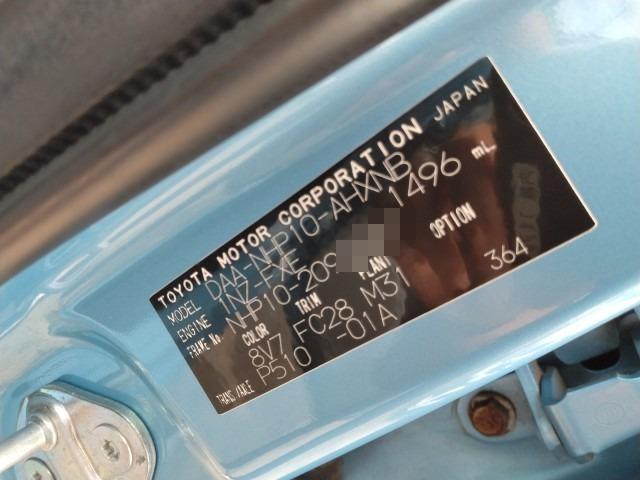 TOYOTA MOTOR CORPORATION JAPAN
MODEL DAA-NHP10-AHXNB
ENGINE 1NZ-FXE 1496 mL
FRAME No. NHP10-209
COLOR TRIM PLANT OPTION
8V7 FC28 M31 364
TRANS/AXLE P510 -01A